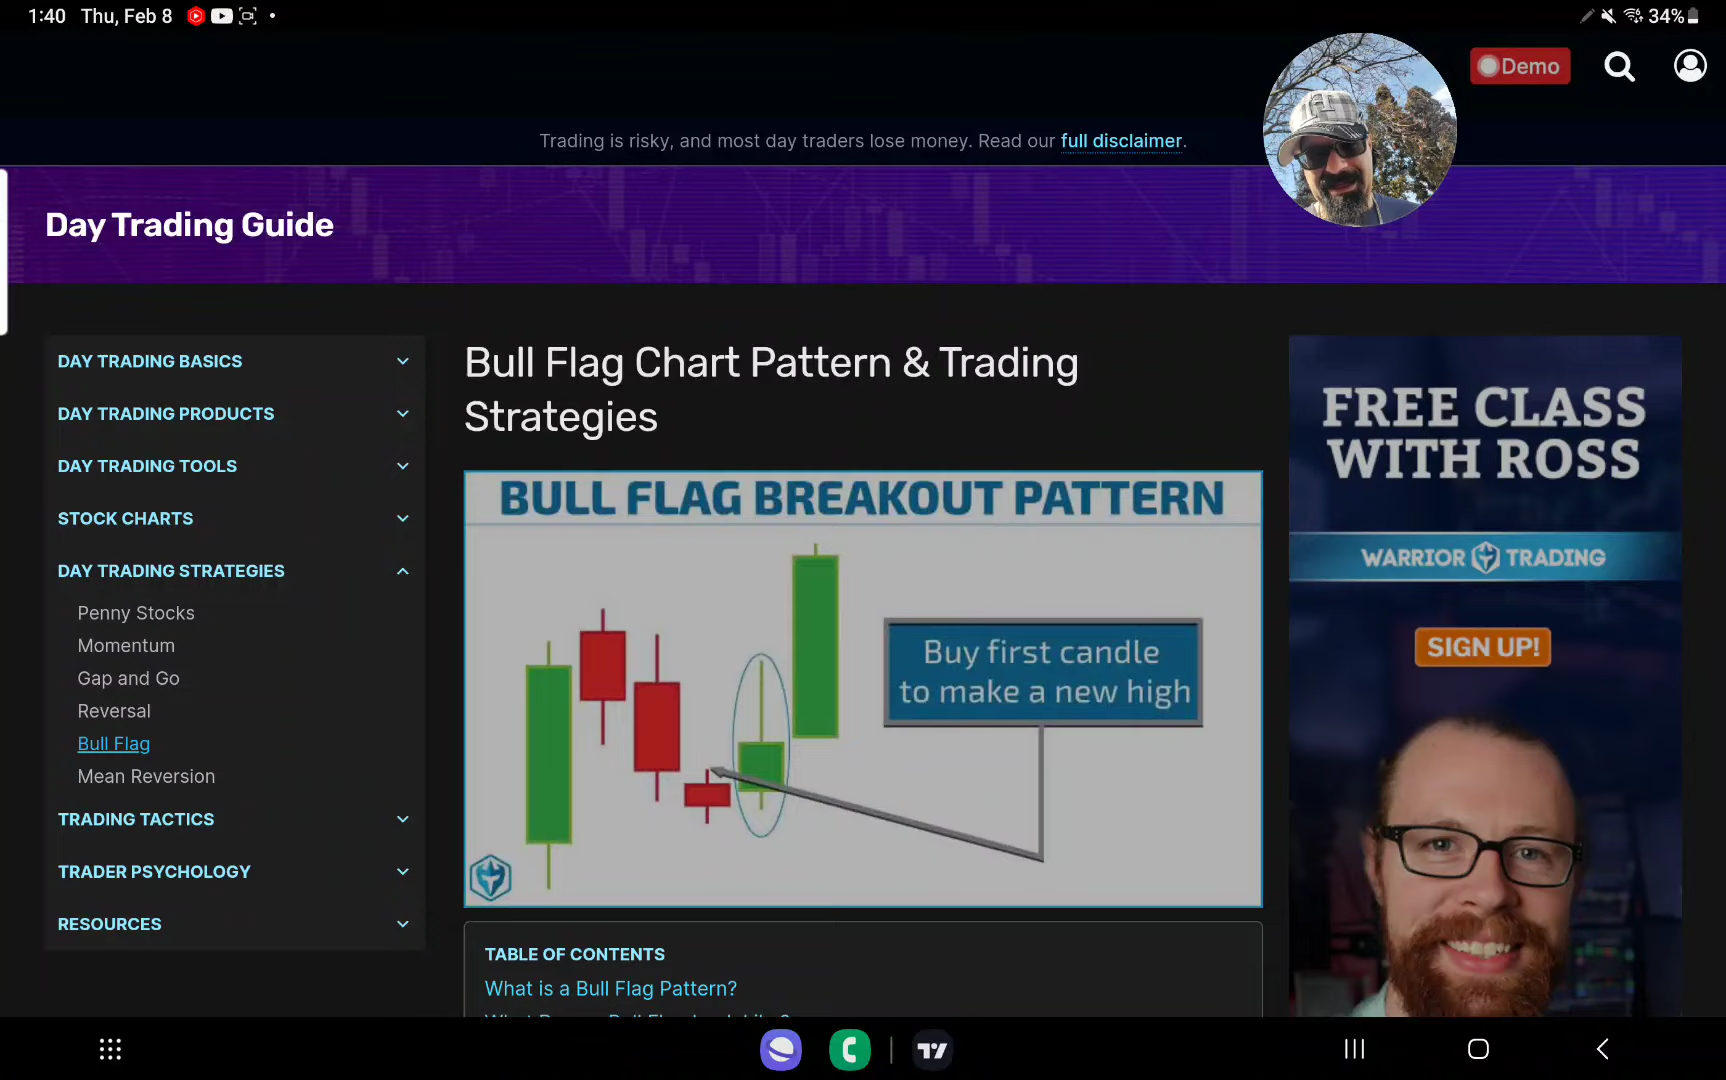 1:40 Thu, Feb 8
34%
Demo
Trading is risky, and most day traders lose money. Read our full disclaimer.
Day Trading Guide
DAY TRADING BASICS
DAY TRADING PRODUCTS
DAY TRADING TOOLS
STOCK CHARTS
DAY TRADING STRATEGIES
Penny Stocks
Momentum
Gap and Go
Reversal
Bull Flag
Mean Reversion
TRADING TACTICS
TRADER PSYCHOLOGY
RESOURCES
Bull Flag Chart Pattern & Trading
Strategies
BULL FLAG BREAKOUT PATTERN
Buy first candle
to make a new high
TABLE OF CONTENTS
What is a Bull Flag Pattern?
FREE CLASS
WITH ROSS
WARRIOR TRADING
SIGN UP!